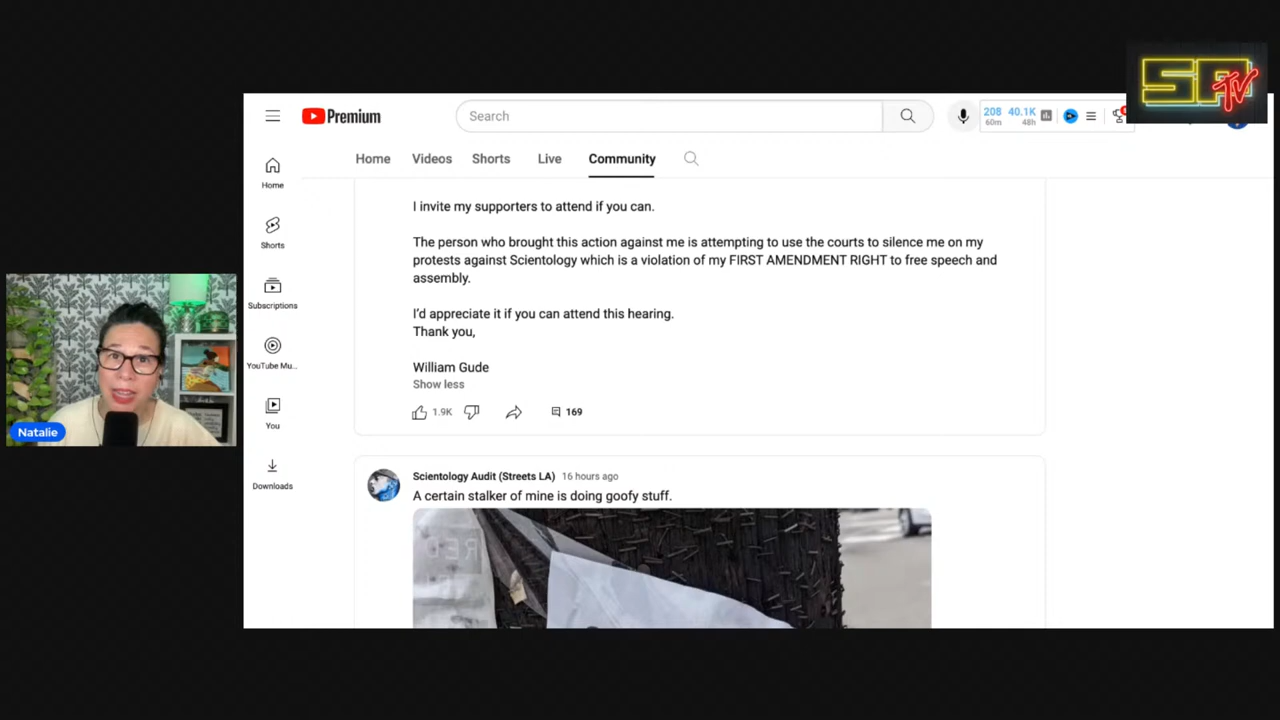 SPTV
Premium
Search
208 40.1K
60m 48h
Home Videos Shorts Live Community
Home
Shorts
Subscriptions
YouTube Mu...
You
Downloads
I invite my supporters to attend if you can.
The person who brought this action against me is attempting to use the courts to silence me on my
protests against Scientology which is a violation of my FIRST AMENDMENT RIGHT to free speech and
assembly.
I'd appreciate it if you can attend this hearing.
Thank you,
William Gude
Show less
1.9K 169
Scientology Audit (Streets LA) 16 hours ago
A certain stalker of mine is doing goofy stuff.
Natalie